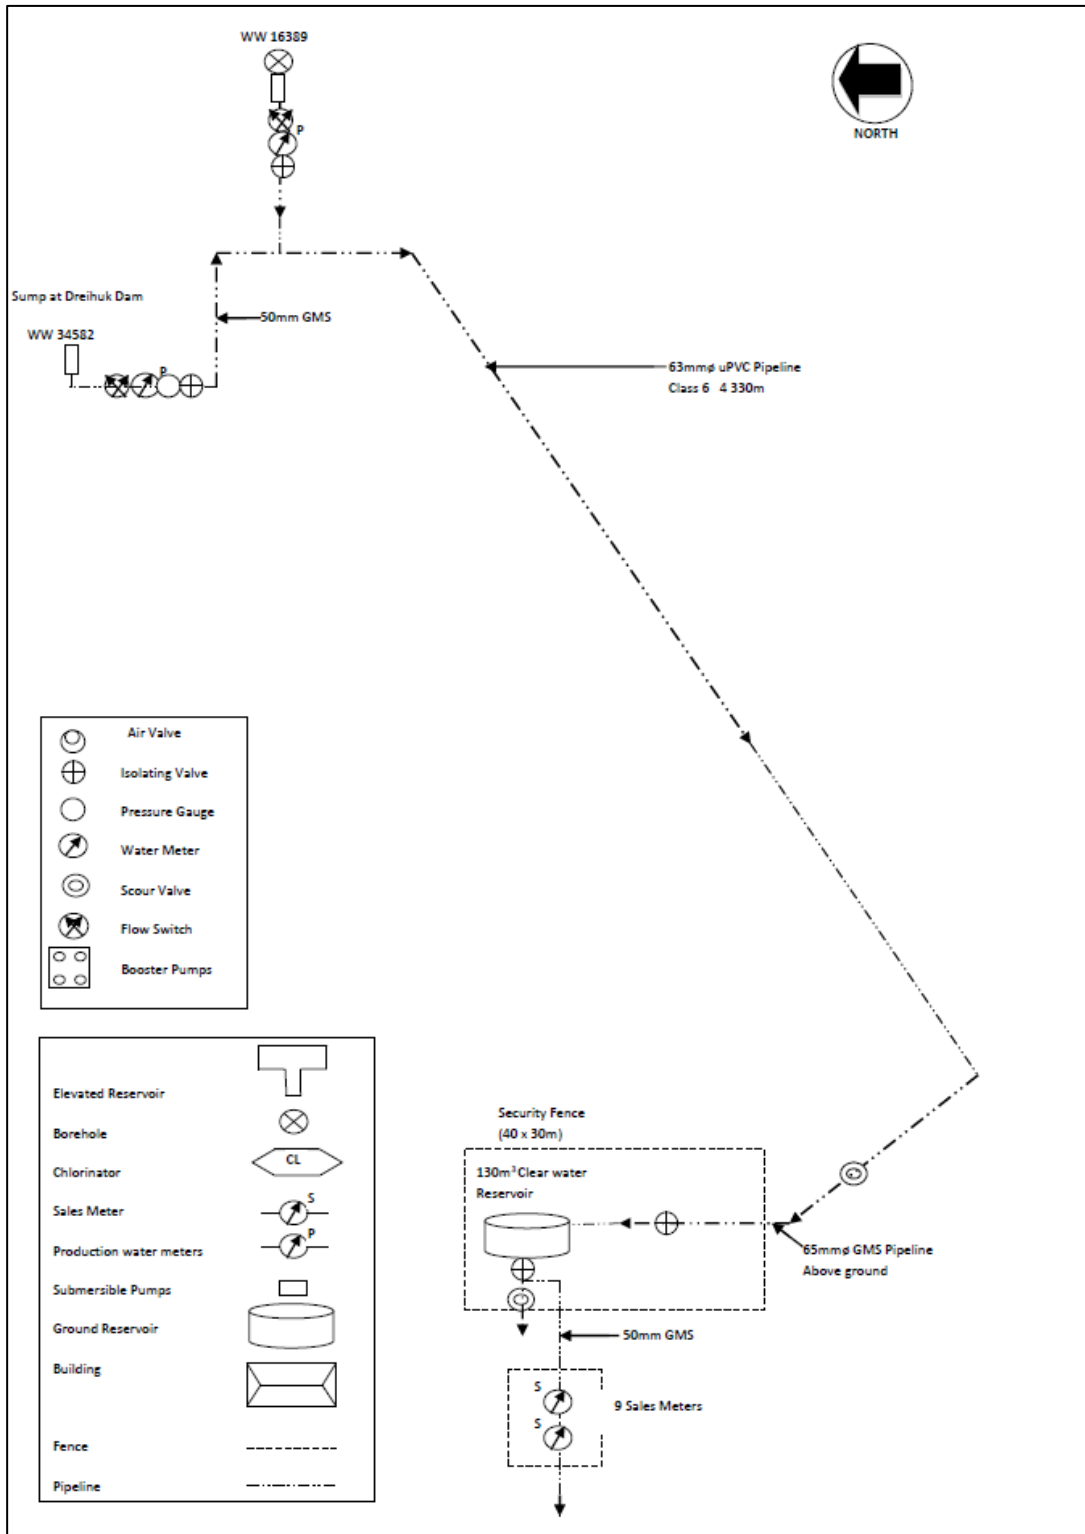 WW 16389
P
NORTH
Sump at Dreihuk Dam
WW 34582
P
50mm GMS
63mmø uPVC Pipeline
Class 6 4 330m
Air Valve
Isolating Valve
Pressure Gauge
Water Meter
Scour Valve
Flow Switch
Booster Pumps
Elevated Reservoir
Borehole
Chlorinator
CL
Sales Meter
S
Production water meters
P
Submersible Pumps
Ground Reservoir
Building
Fence
Pipeline
Security Fence
(40 x 30m)
130m³ Clear water
Reservoir
65mmø GMS Pipeline
Above ground
50mm GMS
S
S
9 Sales Meters